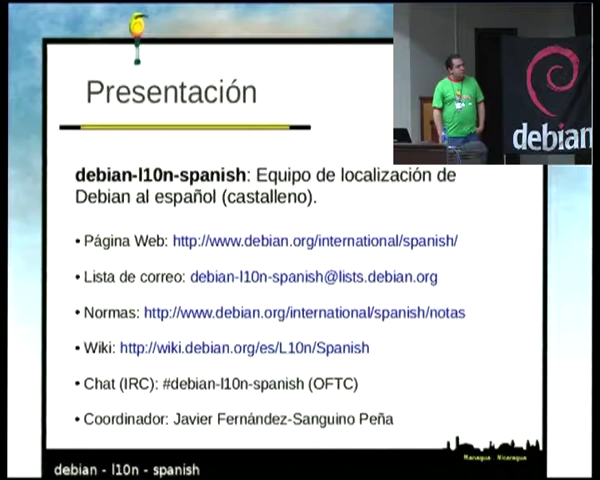 Presentación
debian
debian-l10n-spanish: Equipo de localización de
Debian al español (castalleno).
• Página Web: http://www.debian.org/international/spanish/
• Lista de correo: debian-l10n-spanish@lists.debian.org
• Normas: http://www.debian.org/international/spanish/notas
• Wiki: http://wiki.debian.org/es/L10n/Spanish
• Chat (IRC): #debian-l10n-spanish (OFTC)
• Coordinador: Javier Fernández-Sanguino Peña
Managua - Nicaragua
debian - l10n - spanish